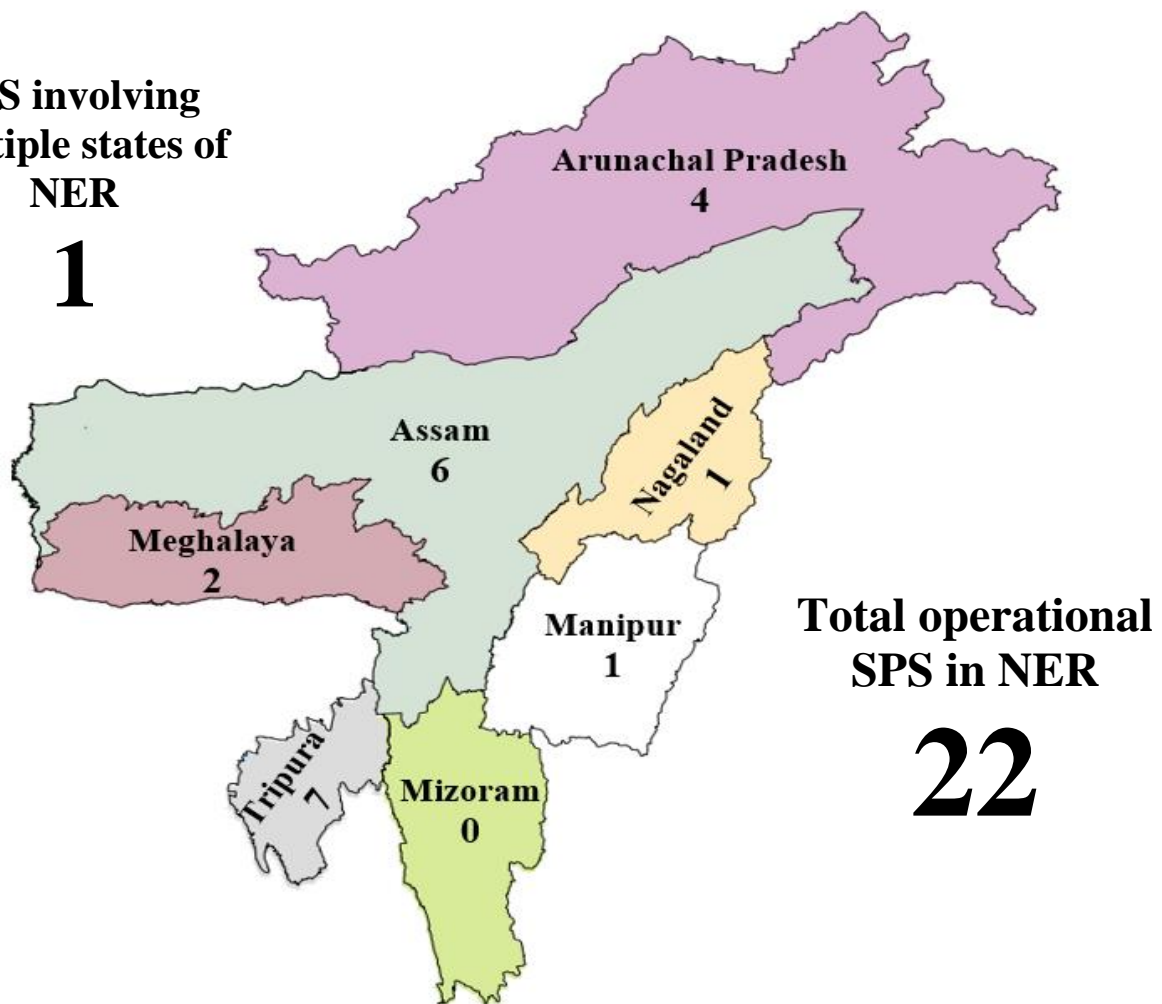 S involving
tiple states of
NER
1
Arunachal Pradesh
4
Assam
6
Nagaland
1
Meghalaya
2
Manipur
1
Total operational
SPS in NER
22
Tripura
7
Mizoram
0